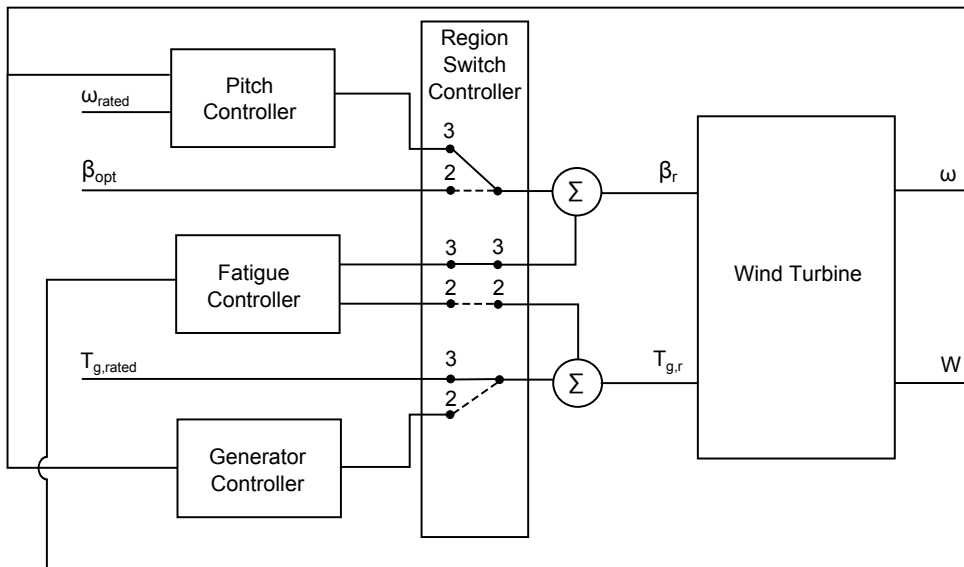 Region
Switch
Controller
Pitch
Controller
ω_rated
3
β_opt
2
Σ
β_r
ω
Fatigue
Controller
3 3
2 2
Wind Turbine
T_g,rated
3
2
Σ
T_g,r
W
Generator
Controller